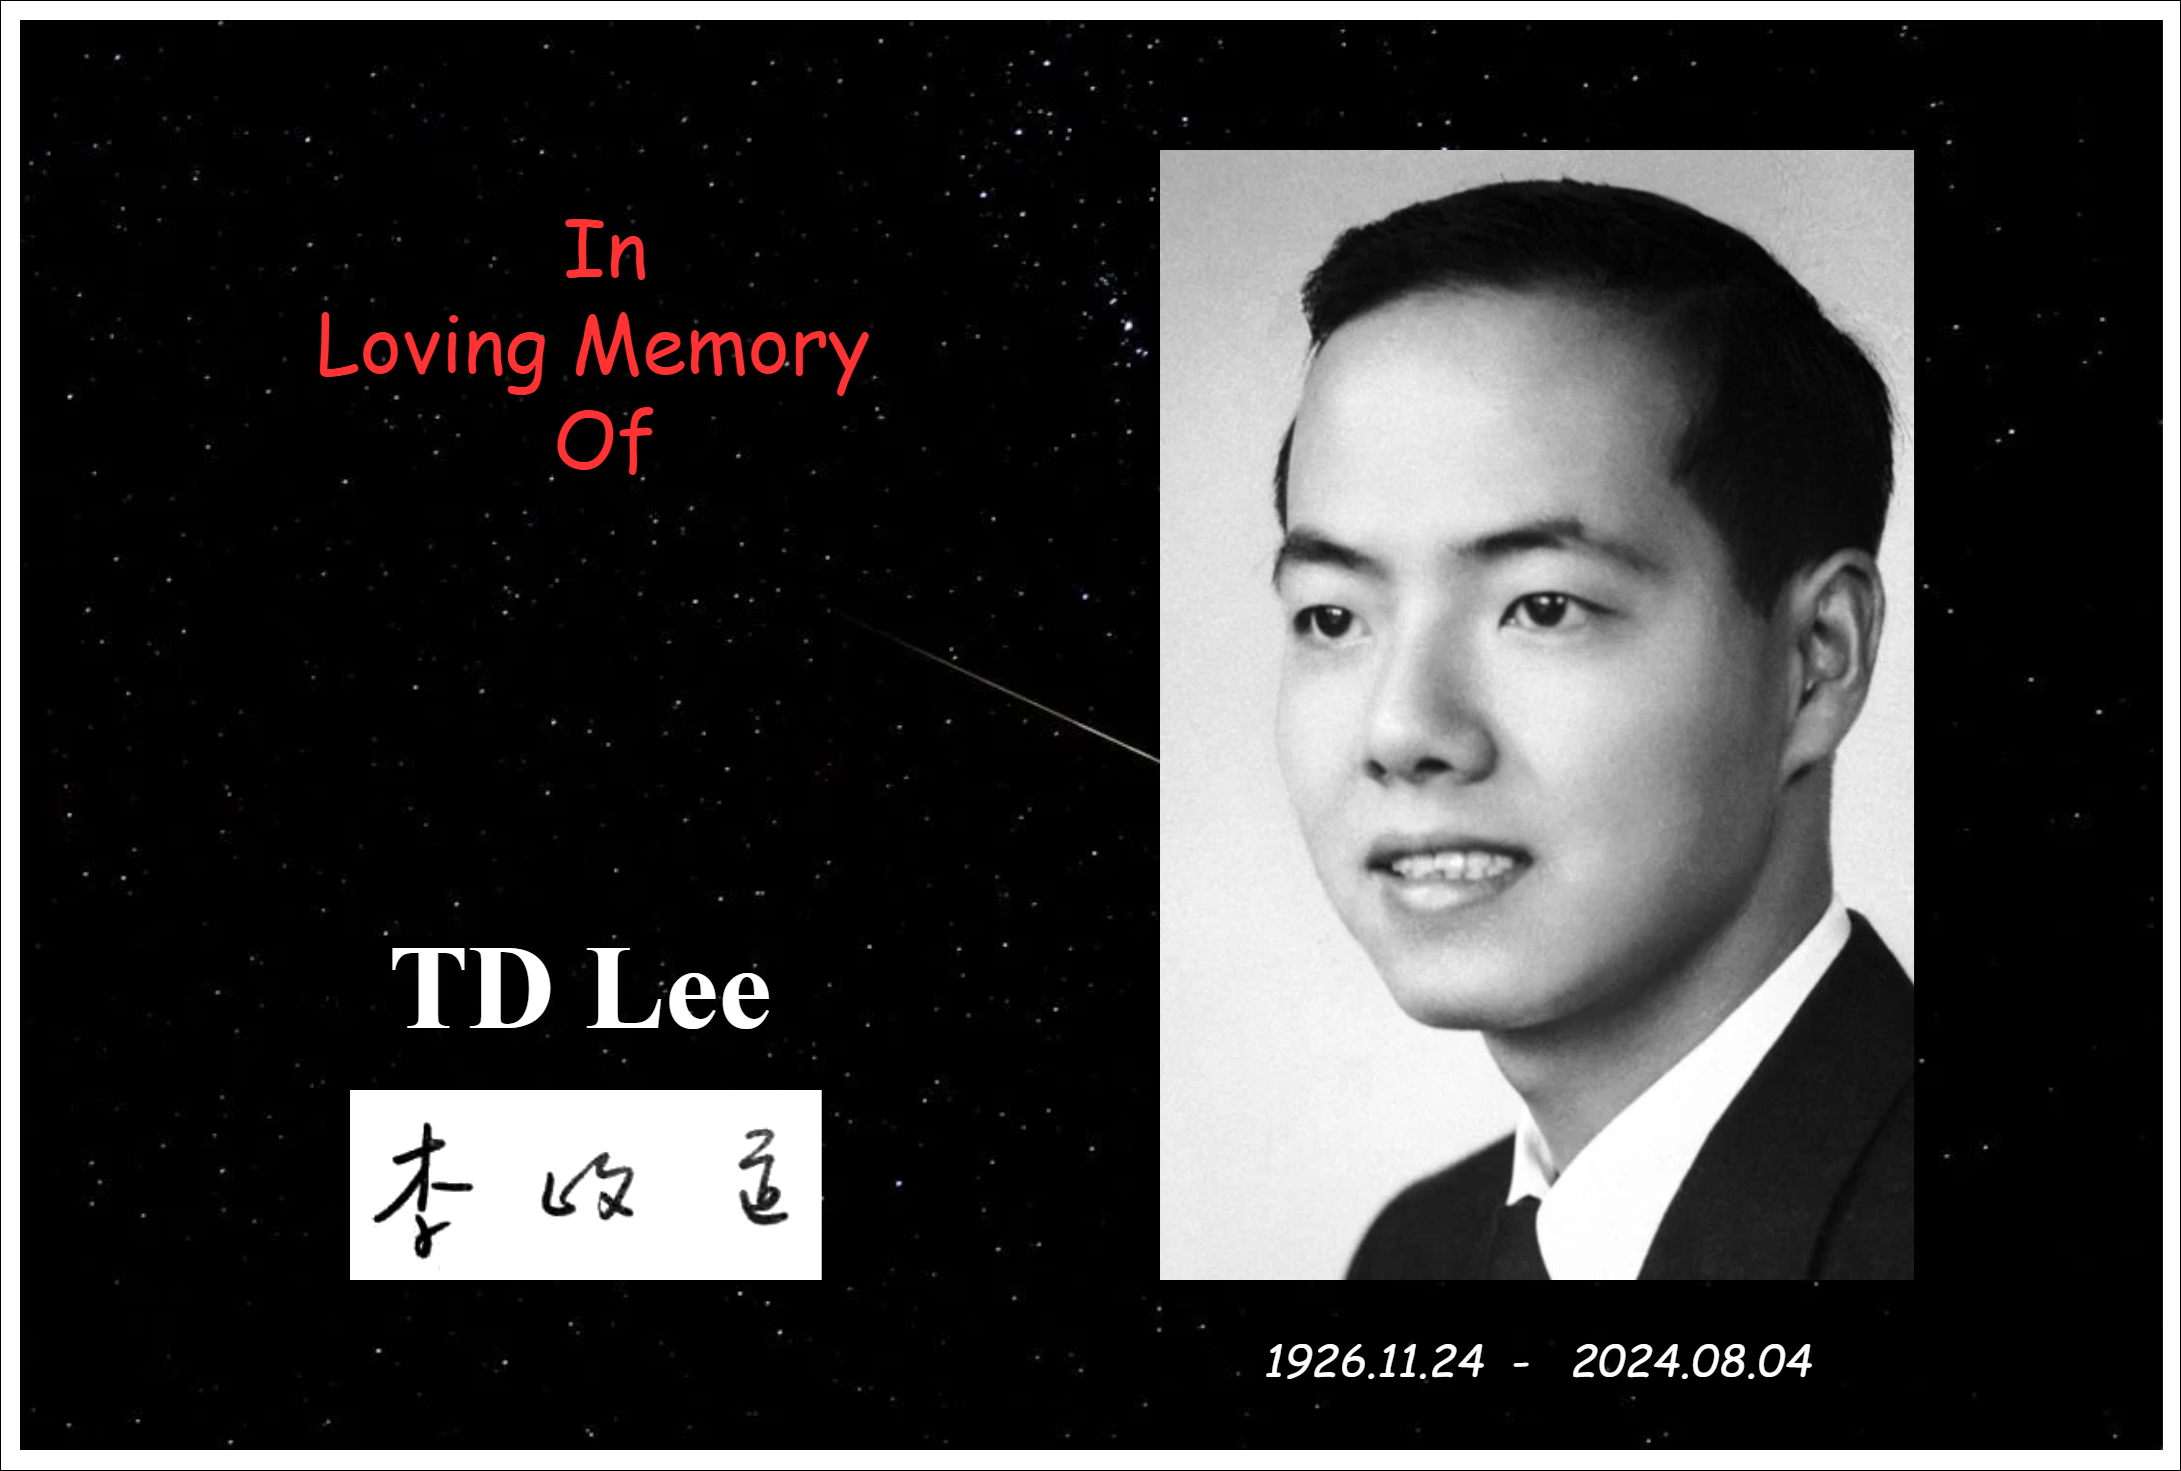 In
Loving Memory
Of
TD Lee
李政道
1926.11.24 - 2024.08.04